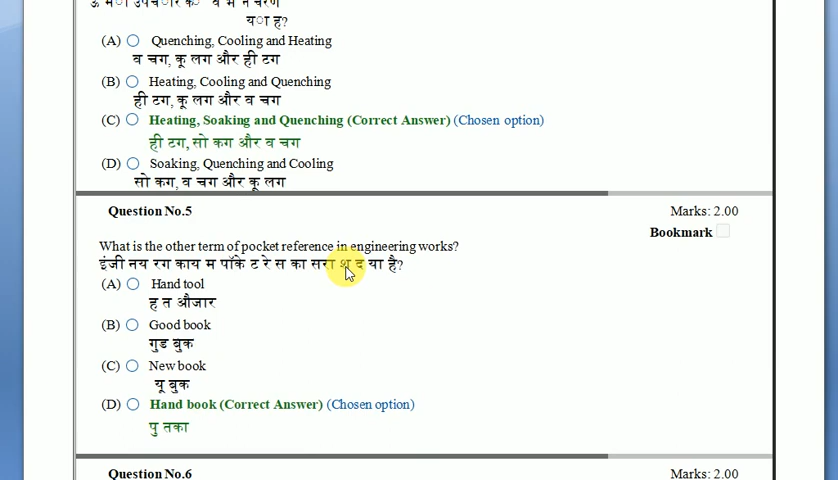 (A) Quenching, Cooling and Heating
व चग, कू लग और ही टग
(B) Heating, Cooling and Quenching
ही टग, कू लग और व चग
(C) Heating, Soaking and Quenching (Correct Answer) (Chosen option)
ही टग, सो कग और व चग
(D) Soaking, Quenching and Cooling
सो कग, व चग और कू लग
Question No.5 Marks: 2.00
Bookmark
What is the other term of pocket reference in engineering works?
इंजी नय रग काय म पॉके ट रे स का सरा श द या है?
(A) Hand tool
ह त औजार
(B) Good book
गुड बुक
(C) New book
यू बुक
(D) Hand book (Correct Answer) (Chosen option)
पु तका
Question No.6 Marks: 2.00